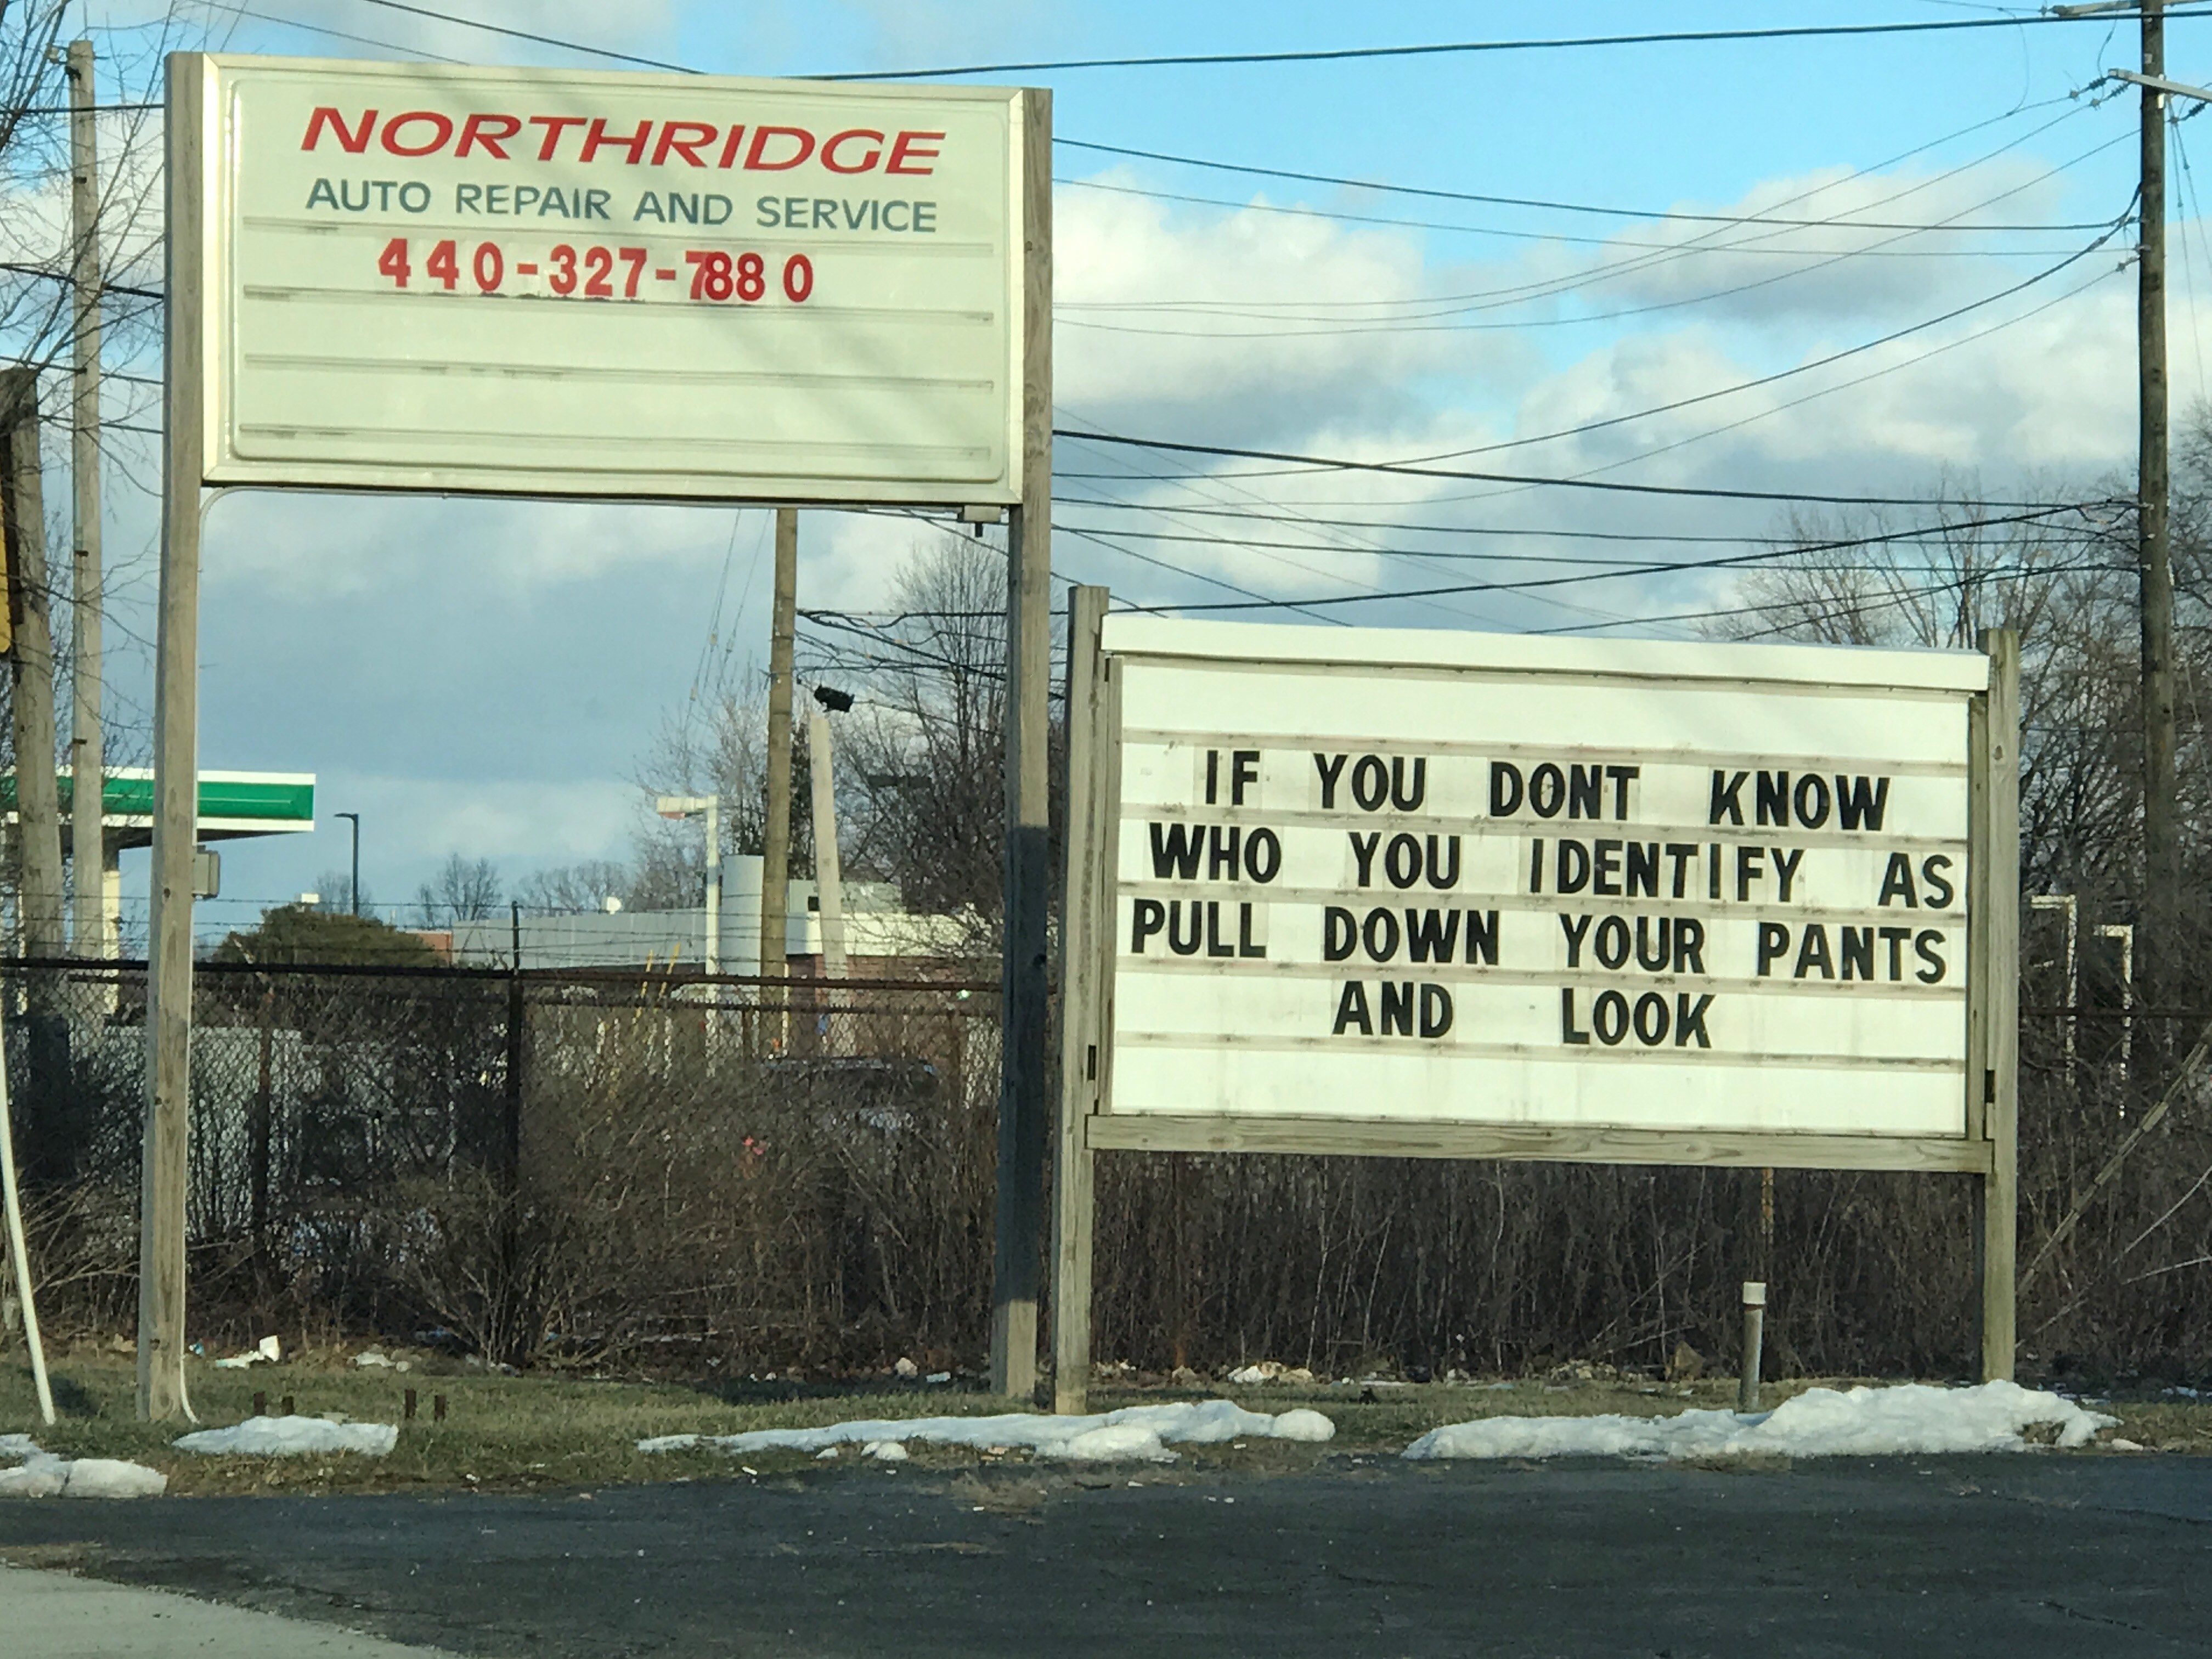 NORTHRIDGE
AUTO REPAIR AND SERVICE
440-327-7880
IF YOU DONT KNOW
WHO YOU IDENTIFY AS
PULL DOWN YOUR PANTS
AND LOOK